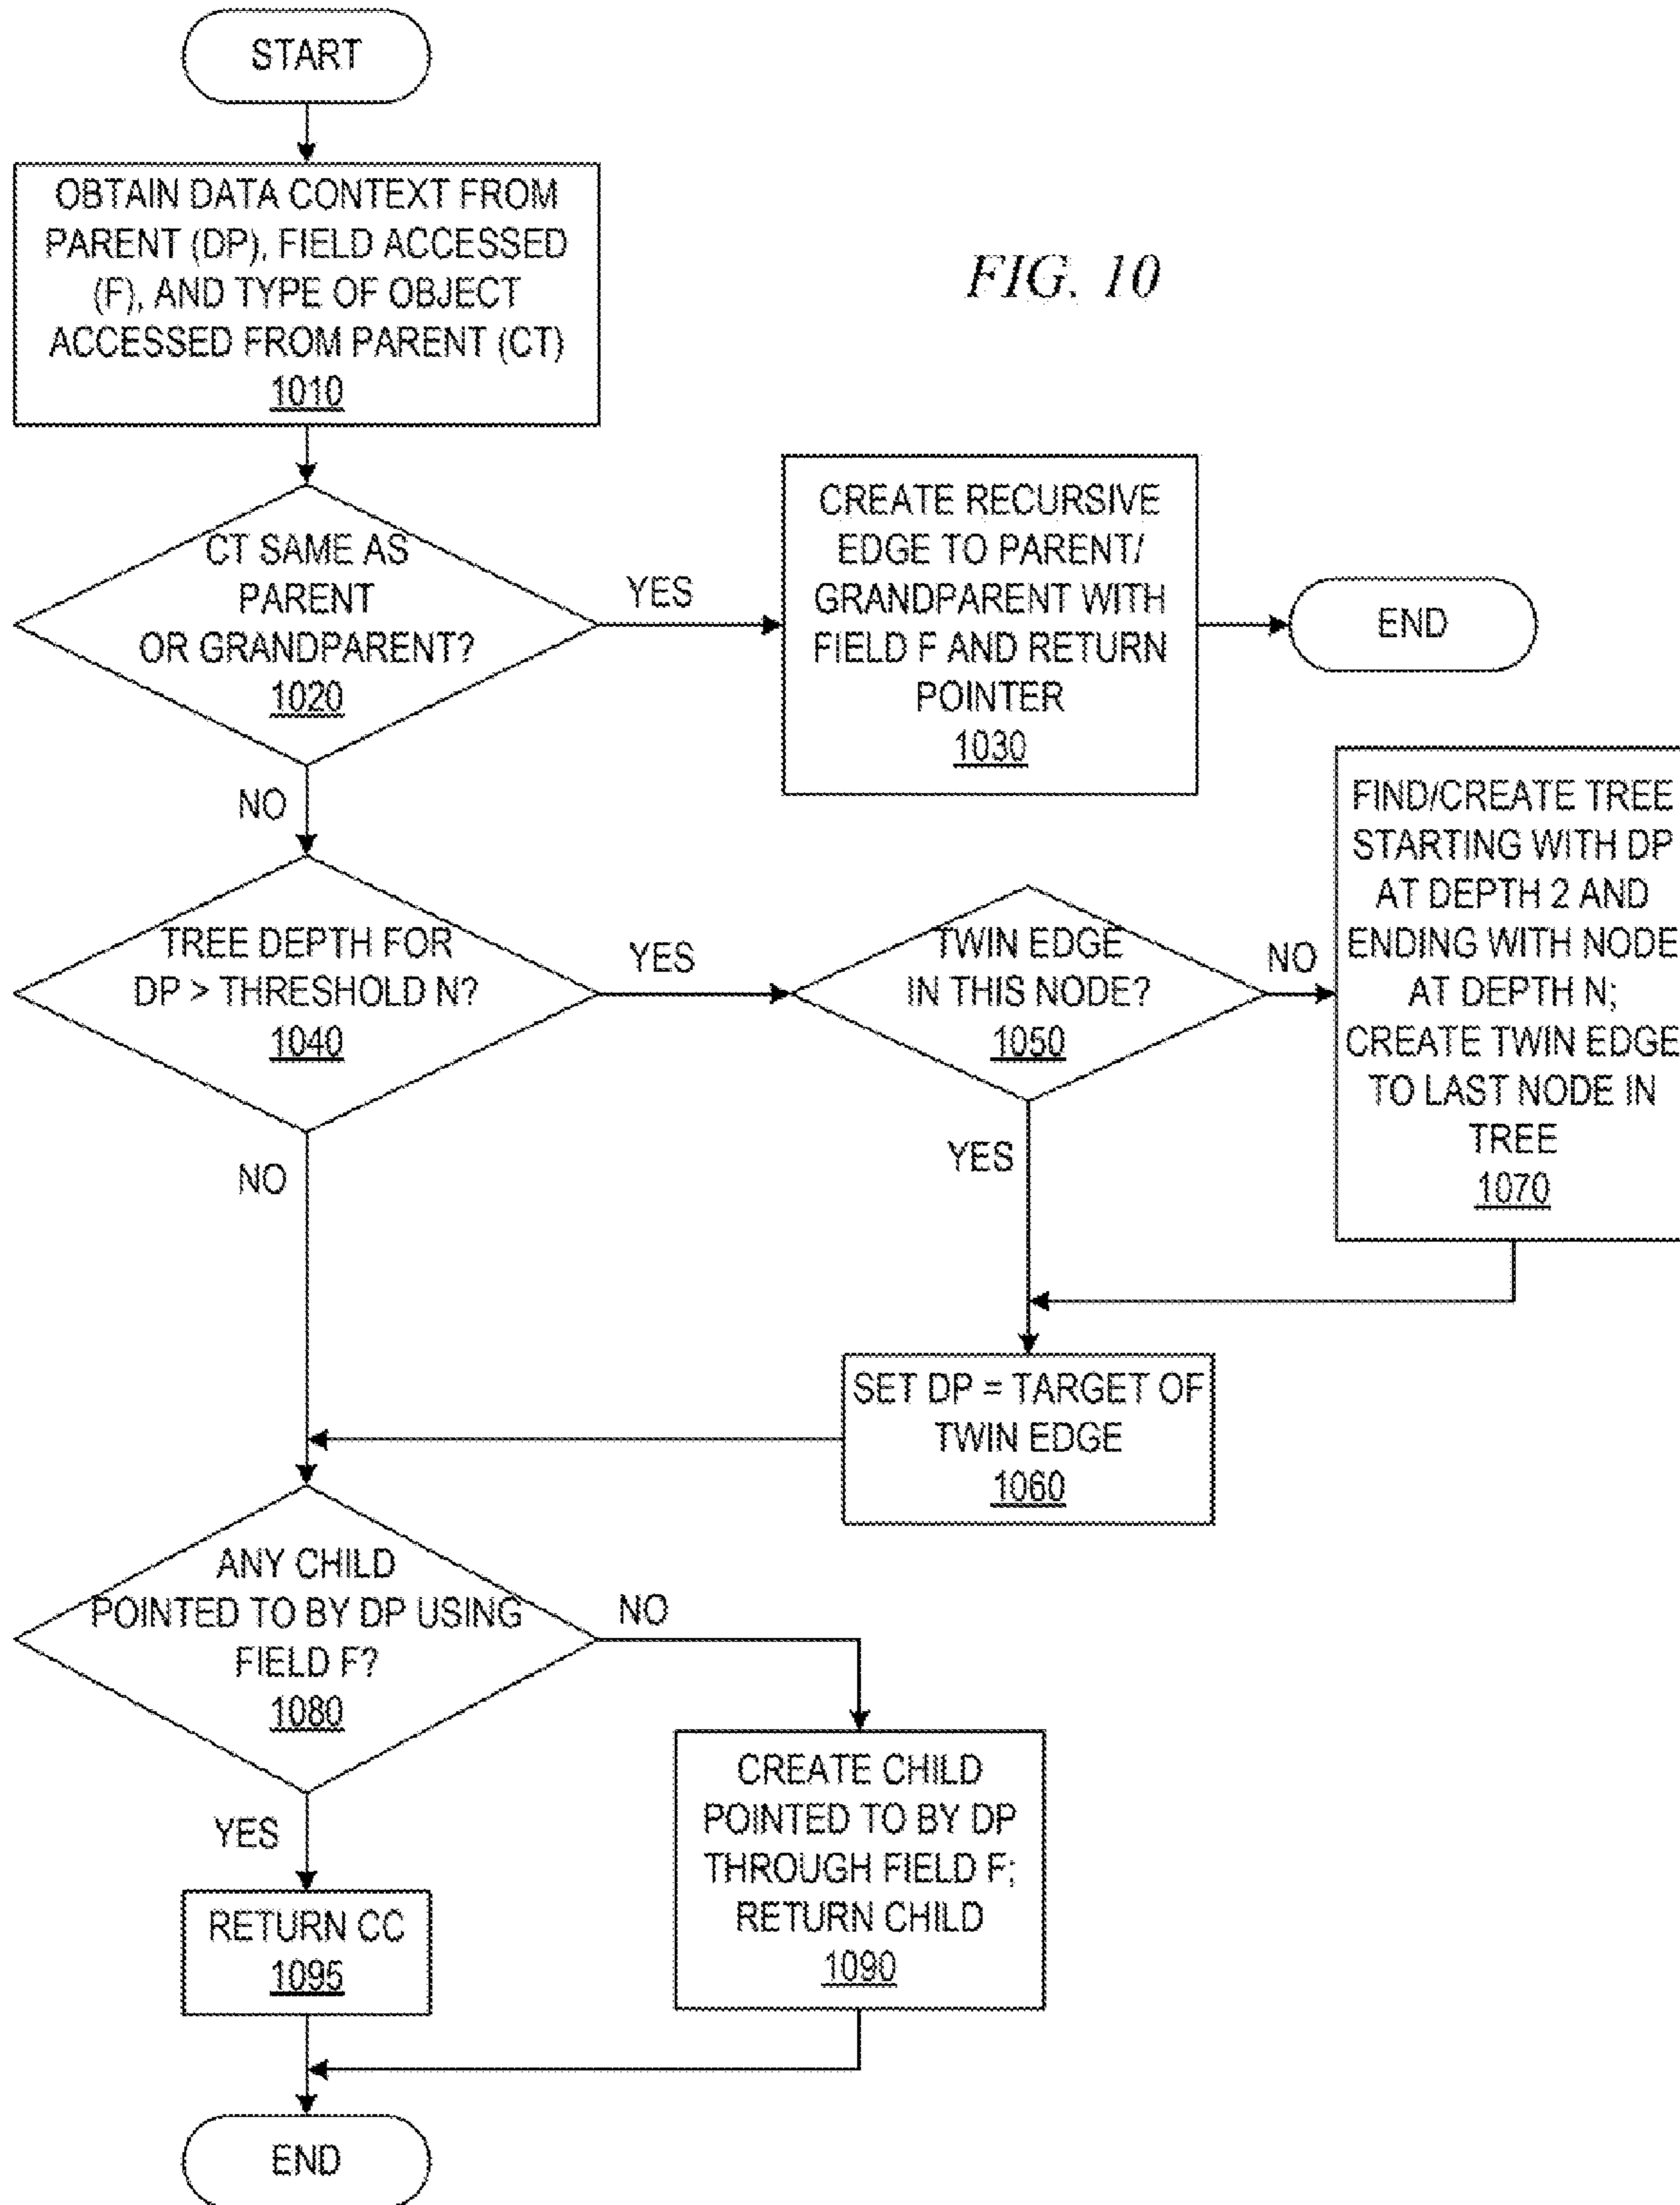 START
OBTAIN DATA CONTEXT FROM
PARENT (DP), FIELD ACCESSED
(F), AND TYPE OF OBJECT
ACCESSED FROM PARENT (CT)
1010
FIG. 10
CT SAME AS
PARENT
OR GRANDPARENT?
1020
YES
CREATE RECURSIVE
EDGE TO PARENT/
GRANDPARENT WITH
FIELD F AND RETURN
POINTER
1030
END
NO
TREE DEPTH FOR
DP > THRESHOLD N?
1040
YES
TWIN EDGE
IN THIS NODE?
1050
NO
FIND/CREATE TREE
STARTING WITH DP
AT DEPTH 2 AND
ENDING WITH NODE
AT DEPTH N;
CREATE TWIN EDGE
TO LAST NODE IN
TREE
1070
NO
YES
SET DP = TARGET OF
TWIN EDGE
1060
ANY CHILD
POINTED TO BY DP USING
FIELD F?
1080
NO
CREATE CHILD
POINTED TO BY DP
THROUGH FIELD F;
RETURN CHILD
1090
YES
RETURN CC
1095
END